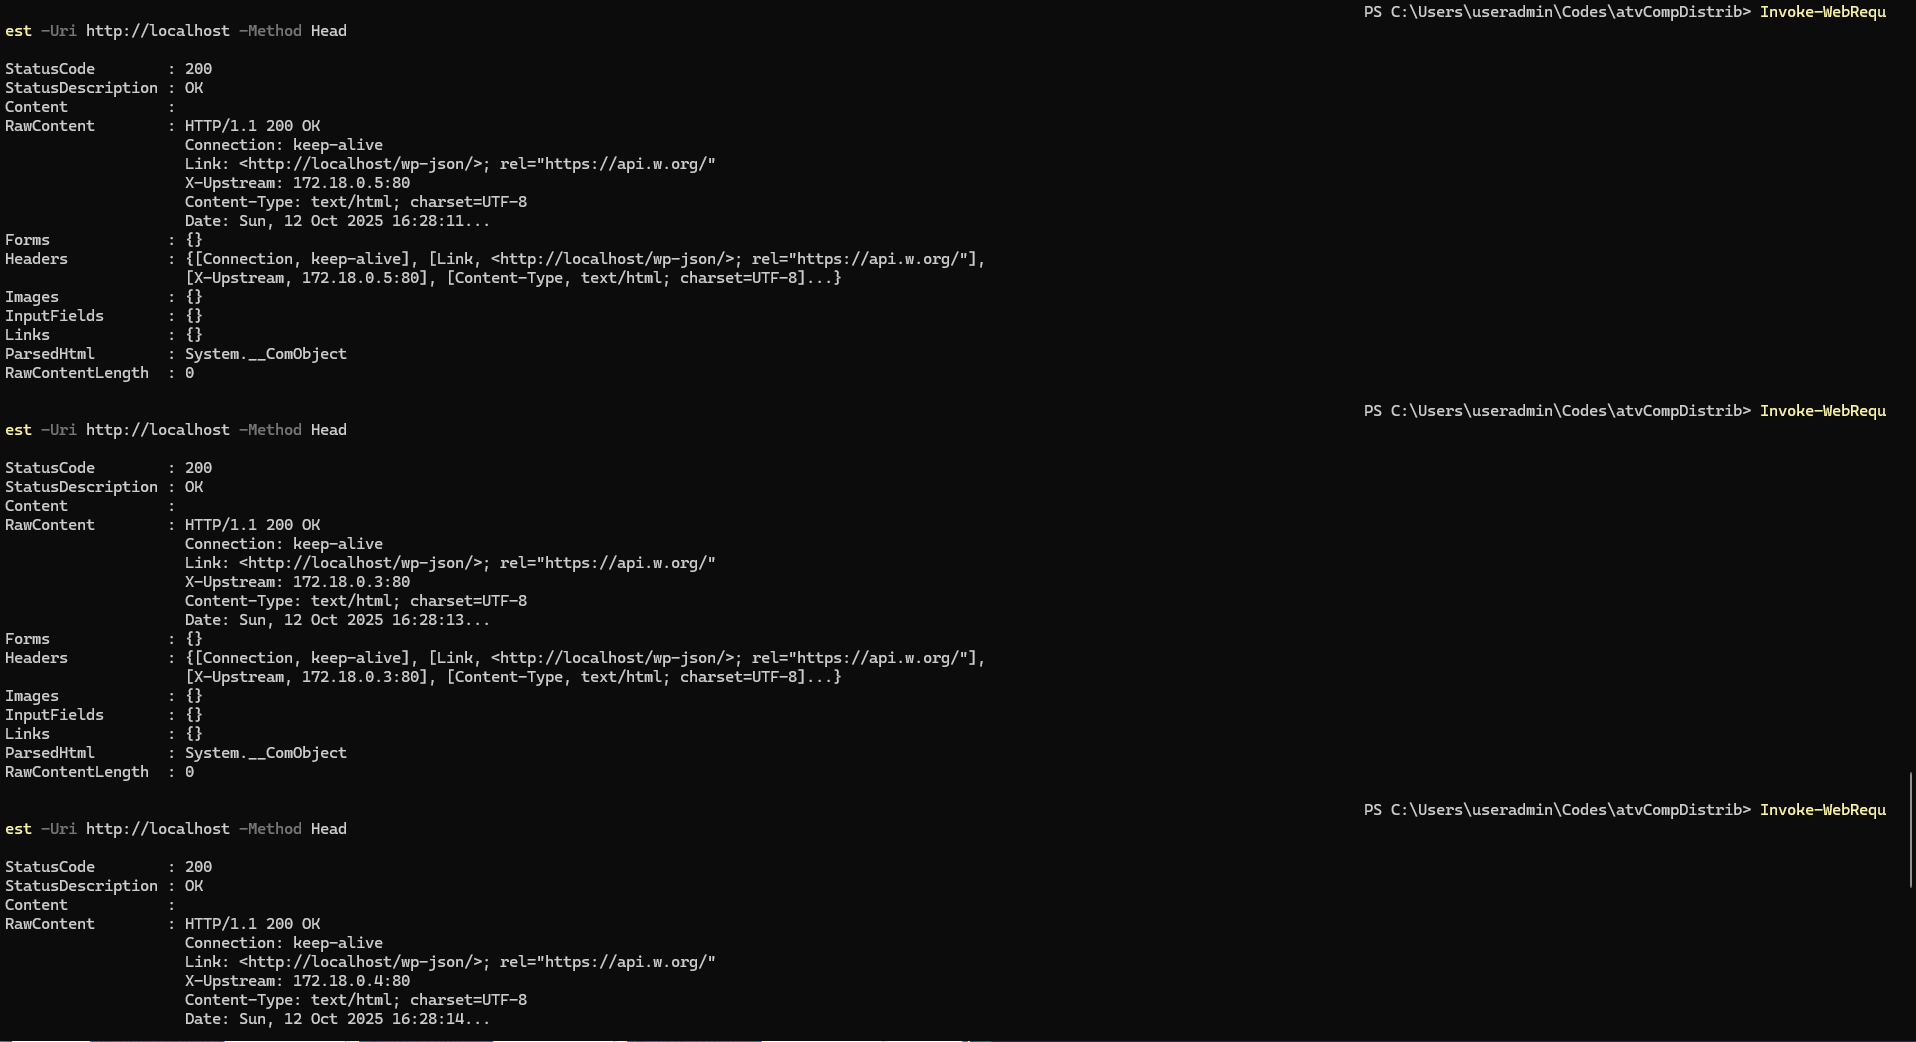 PS C:\Users\useradmin\Codes\atvCompDistrib> Invoke-WebRequ
est -Uri http://localhost -Method Head
StatusCode        : 200
StatusDescription : OK
Content           :
RawContent        : HTTP/1.1 200 OK
Connection: keep-alive
Link: <http://localhost/wp-json/>; rel="https://api.w.org/"
X-Upstream: 172.18.0.5:80
Content-Type: text/html; charset=UTF-8
Date: Sun, 12 Oct 2025 16:28:11...
Forms             : {}
Headers           : {[Connection, keep-alive], [Link, <http://localhost/wp-json/>; rel="https://api.w.org/"],
[X-Upstream, 172.18.0.5:80], [Content-Type, text/html; charset=UTF-8]...}
Images            : {}
InputFields       : {}
Links             : {}
ParsedHtml        : System.__ComObject
RawContentLength  : 0
PS C:\Users\useradmin\Codes\atvCompDistrib> Invoke-WebRequ
est -Uri http://localhost -Method Head
StatusCode        : 200
StatusDescription : OK
Content           :
RawContent        : HTTP/1.1 200 OK
Connection: keep-alive
Link: <http://localhost/wp-json/>; rel="https://api.w.org/"
X-Upstream: 172.18.0.3:80
Content-Type: text/html; charset=UTF-8
Date: Sun, 12 Oct 2025 16:28:13...
Forms             : {}
Headers           : {[Connection, keep-alive], [Link, <http://localhost/wp-json/>; rel="https://api.w.org/"],
[X-Upstream, 172.18.0.3:80], [Content-Type, text/html; charset=UTF-8]...}
Images            : {}
InputFields       : {}
Links             : {}
ParsedHtml        : System.__ComObject
RawContentLength  : 0
PS C:\Users\useradmin\Codes\atvCompDistrib> Invoke-WebRequ
est -Uri http://localhost -Method Head
StatusCode        : 200
StatusDescription : OK
Content           :
RawContent        : HTTP/1.1 200 OK
Connection: keep-alive
Link: <http://localhost/wp-json/>; rel="https://api.w.org/"
X-Upstream: 172.18.0.4:80
Content-Type: text/html; charset=UTF-8
Date: Sun, 12 Oct 2025 16:28:14...